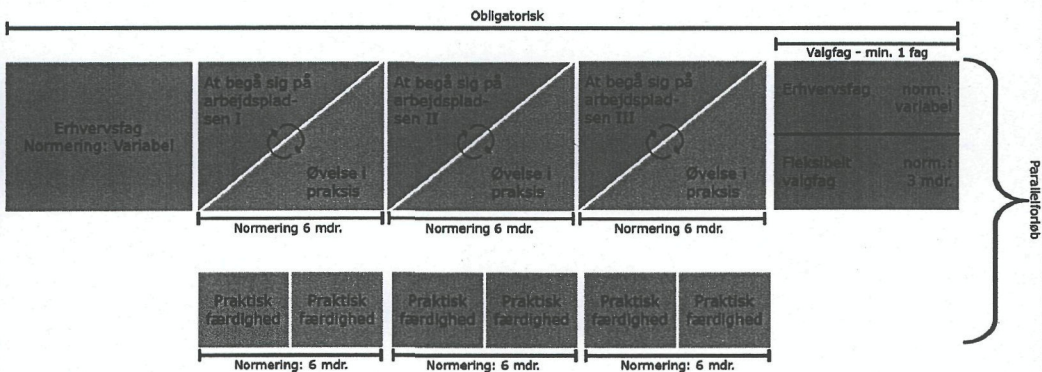 Obligatorisk
Valgfag - min. 1 fag
Erhvervsfag
Normering: Variabel
At begå sig på
arbejdsplad-
sen I
Øvelse i
praksis
Normering 6 mdr.
At begå sig på
arbejdsplad-
sen II
Øvelse i
praksis
Normering 6 mdr.
At begå sig på
arbejdsplad-
sen III
Øvelse i
praksis
Normering 6 mdr.
Erhvervsfag norm.:
variabel
Fleksibelt norm.:
valgfag 3 mdr.
Parallelforløb
Praktisk
færdighed
Praktisk
færdighed
Normering: 6 mdr.
Praktisk
færdighed
Praktisk
færdighed
Normering: 6 mdr.
Praktisk
færdighed
Praktisk
færdighed
Normering: 6 mdr.